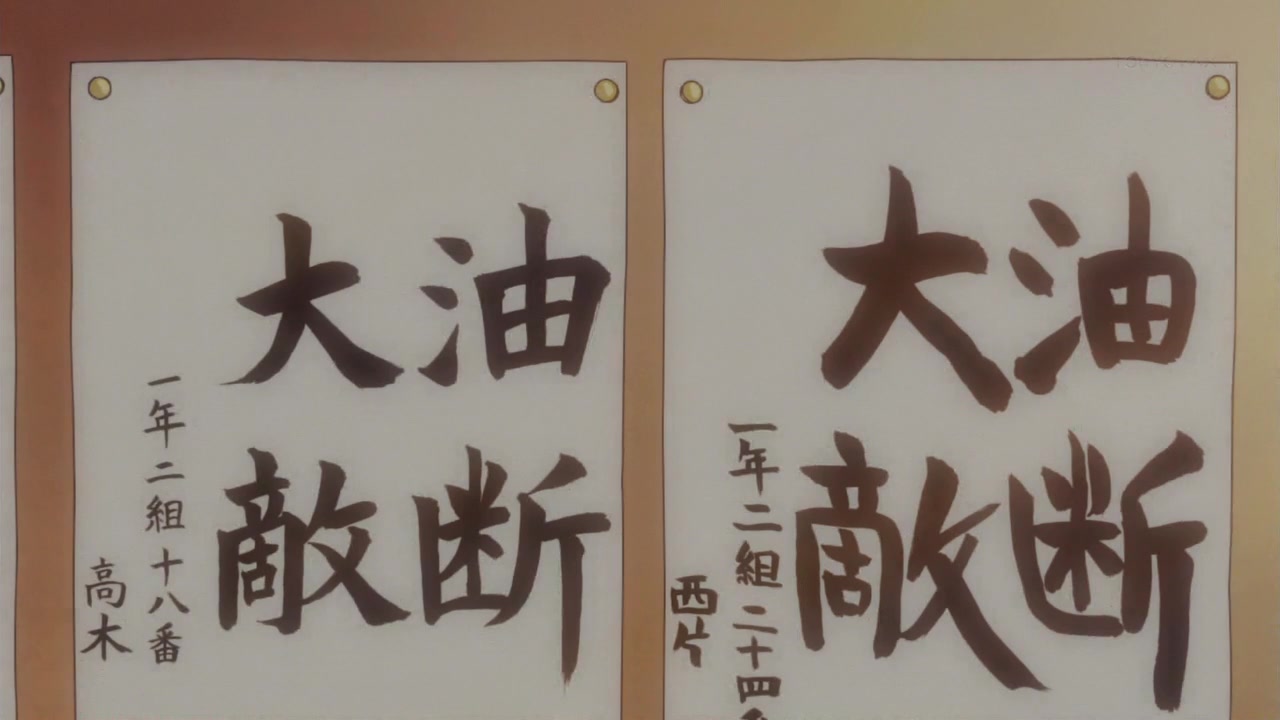 油断
大敵
一年二組二十四
西片
油断
大敵
一年二組十八番
高木